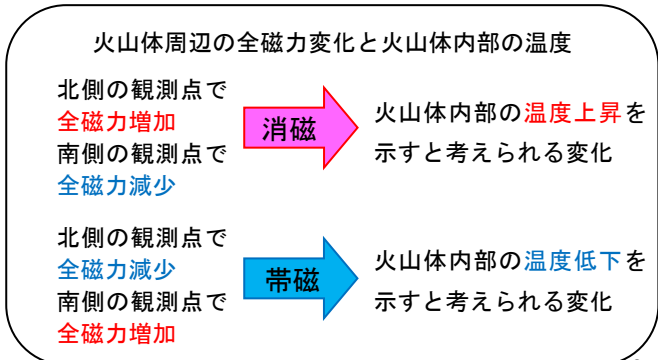 火山体周辺の全磁力変化と火山体内部の温度
北側の観測点で
全磁力増加
南側の観測点で
全磁力減少
消磁
火山体内部の温度上昇を
示すと考えられる変化
北側の観測点で
全磁力減少
南側の観測点で
全磁力増加
帯磁
火山体内部の温度低下を
示すと考えられる変化